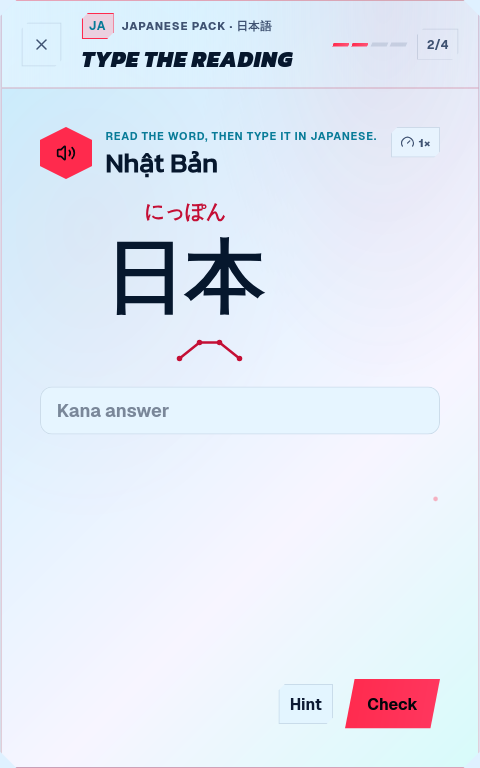 JA
JAPANESE PACK · 日本語
TYPE THE READING
2/4
READ THE WORD, THEN TYPE IT IN JAPANESE.
Nhật Bản
1×
にっぽん
日本
Kana answer
Hint
Check